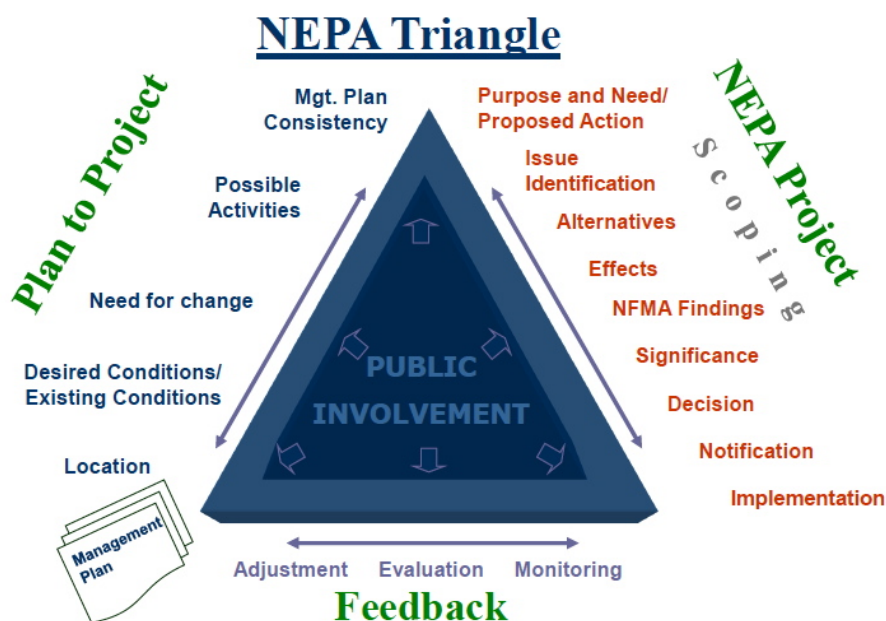 NEPA Triangle
Plan to Project
Mgt. Plan
Consistency
Possible
Activities
Need for change
Desired Conditions/
Existing Conditions
Location
Management
Plan
NEPA Project
Scoping
Purpose and Need/
Proposed Action
Issue
Identification
Alternatives
Effects
NFMA Findings
Significance
Decision
Notification
Implementation
PUBLIC
INVOLVEMENT
Adjustment Evaluation Monitoring
Feedback